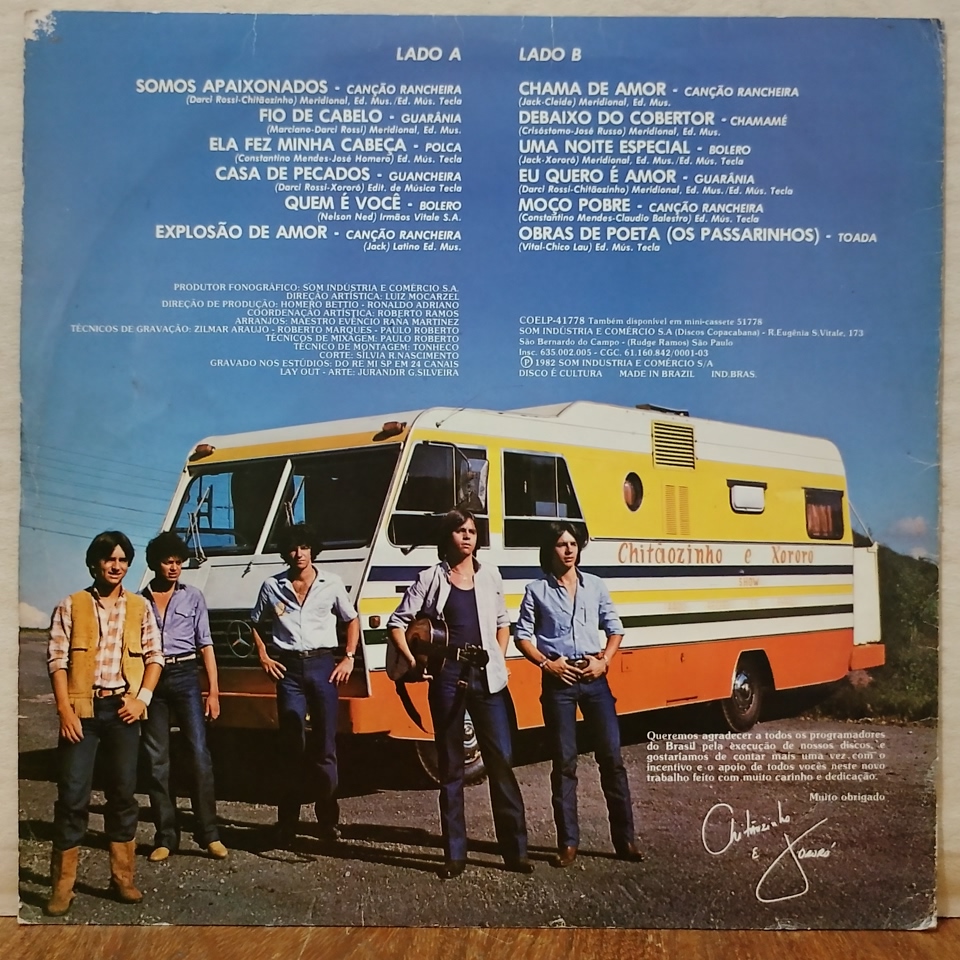 LADO A
SOMOS APAIXONADOS - CANÇÃO RANCHEIRA
(Darci Rossi-Chitãozinho) Meridional, Ed. Mus./Ed. Mús. Tecla
FIO DE CABELO - GUARÂNIA
(Marciano-Darci Rossi) Meridional, Ed. Mus.
ELA FEZ MINHA CABEÇA - POLCA
(Constantino Mendes-José Homero) Ed. Mús. Tecla
CASA DE PECADOS - GUANCHEIRA
(Darci Rossi-Xororó) Edit. de Música Tecla
QUEM É VOCÊ - BOLERO
(Nelson Ned) Irmãos Vitale S.A.
EXPLOSÃO DE AMOR - CANÇÃO RANCHEIRA
(Jack) Latino Ed. Mus.
LADO B
CHAMA DE AMOR - CANÇÃO RANCHEIRA
(Jack-Cleide) Meridional, Ed. Mus.
DEBAIXO DO COBERTOR - CHAMAMÉ
(Crisóstomo-José Russo) Meridional, Ed. Mus.
UMA NOITE ESPECIAL - BOLERO
(Jack-Xororó) Meridional, Ed. Mus./Ed. Mús. Tecla
EU QUERO É AMOR - GUARÂNIA
(Darci Rossi-Chitãozinho) Meridional, Ed. Mus./Ed. Mús. Tecla
MOÇO POBRE - CANÇÃO RANCHEIRA
(Constantino Mendes-Claudio Balestro) Ed. Mús. Tecla
OBRAS DE POETA (OS PASSARINHOS) - TOADA
(Vital-Chico Lau) Ed. Mús. Tecla
PRODUTOR FONOGRÁFICO: SOM INDÚSTRIA E COMÉRCIO S.A.
DIREÇÃO ARTÍSTICA: LUIZ MOCARZEL
DIREÇÃO DE PRODUÇÃO: HOMERO BETTIO - RONALDO ADRIANO
COORDENAÇÃO ARTÍSTICA: ROBERTO RAMOS
ARRANJOS: MAESTRO EVÊNCIO RAÑA MARTINEZ
TÉCNICOS DE GRAVAÇÃO: ZILMAR ARAUJO - ROBERTO MARQUES - PAULO ROBERTO
TÉCNICOS DE MIXAGEM: PAULO ROBERTO
TÉCNICO DE MONTAGEM: TONHECO
CORTE: SÍLVIA R.NASCIMENTO
GRAVADO NOS ESTÚDIOS: DO RE MI SP EM 24 CANAIS
LAY OUT - ARTE: JURANDIR G.SILVEIRA
COELP-41778 Também disponível em mini-cassete 51778
SOM INDÚSTRIA E COMÉRCIO S.A (Discos Copacabana) - R.Eugênia S.Vitale, 173
São Bernardo do Campo - (Rudge Ramos) São Paulo
Insc. 635.002.005 - CGC. 61.160.842/0001-03
Ⓟ 1982 SOM INDUSTRIA E COMÉRCIO S/A
DISCO É CULTURA MADE IN BRAZIL IND.BRAS.
Chitãozinho e Xororo
SHOW
Queremos agradecer a todos os programadores
do Brasil pela execução de nossos discos, e
gostaríamos de contar mais uma vez com o
incentivo e o apoio de todos vocês neste novo
trabalho feito com muito carinho e dedicação.
Muito obrigado
Chitãozinho
E Xororó